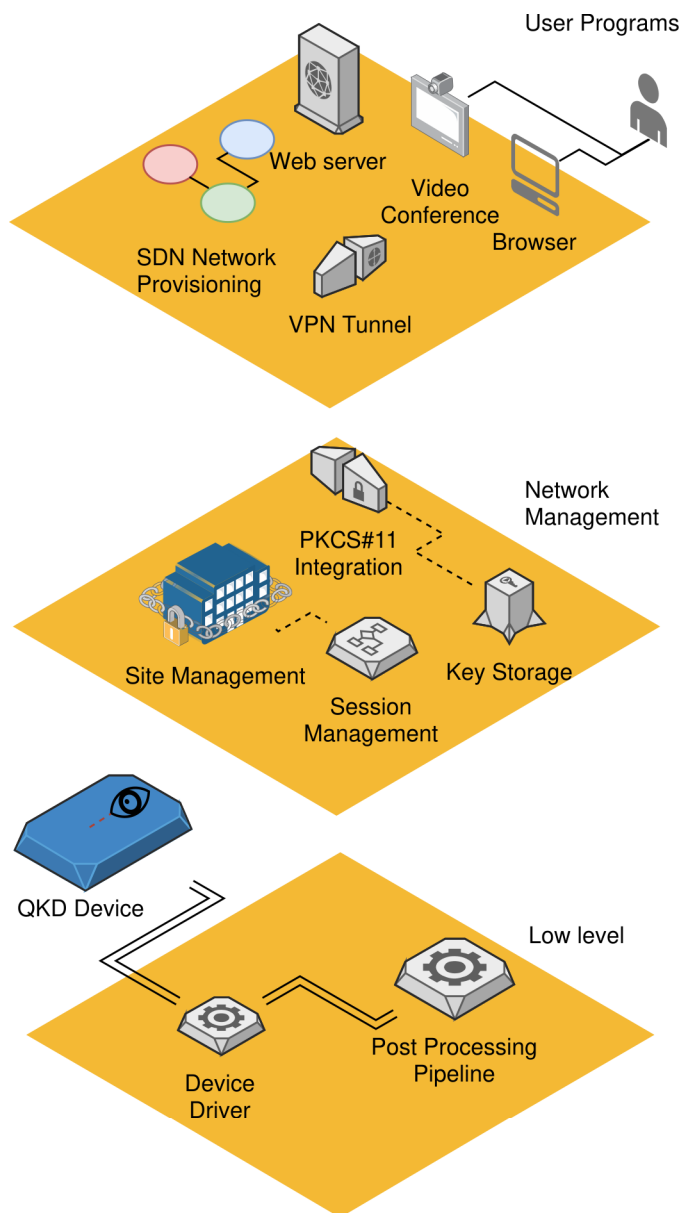 User Programs
Web server
Video
Conference
Browser
SDN Network
Provisioning
VPN Tunnel
Network
Management
PKCS#11
Integration
Site Management
Key Storage
Session
Management
QKD Device
Low level
Post Processing
Pipeline
Device
Driver